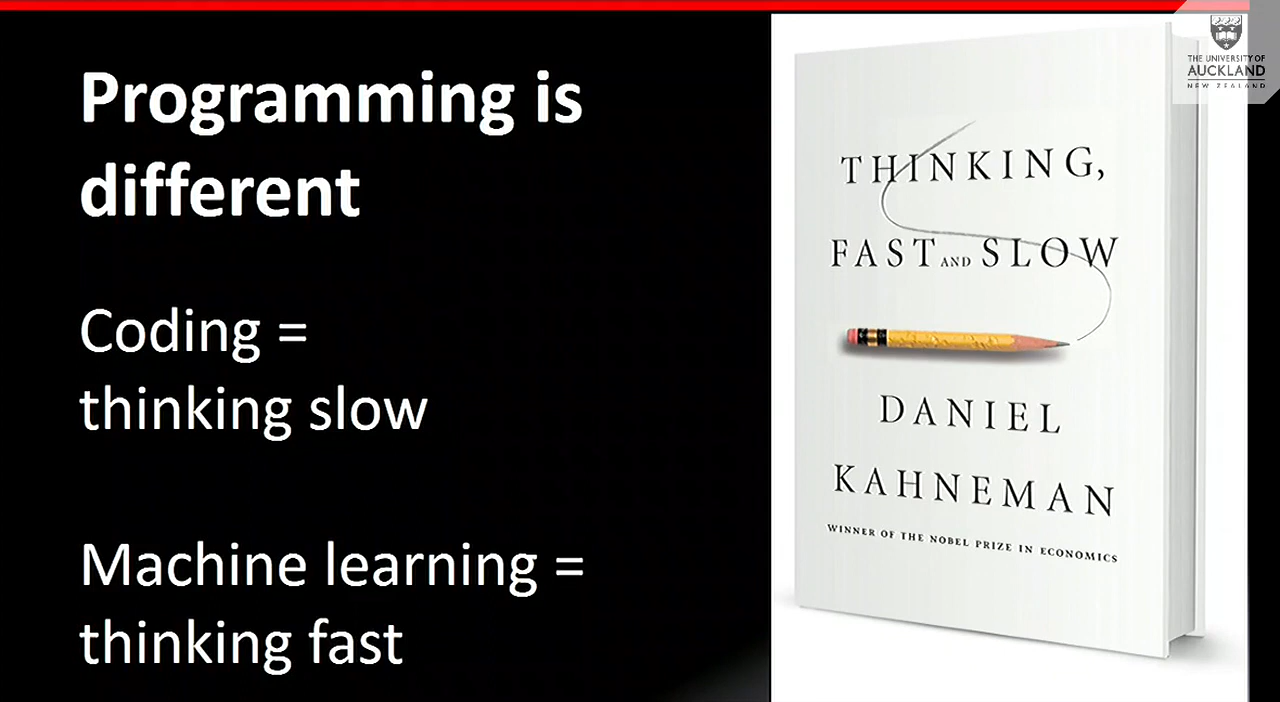 Programming is
different
Coding =
thinking slow
Machine learning =
thinking fast
THINKING,
FAST AND SLOW
DANIEL
KAHNEMAN
WINNER OF THE NOBEL PRIZE IN ECONOMICS
THE UNIVERSITY OF
AUCKLAND
NEW ZEALAND